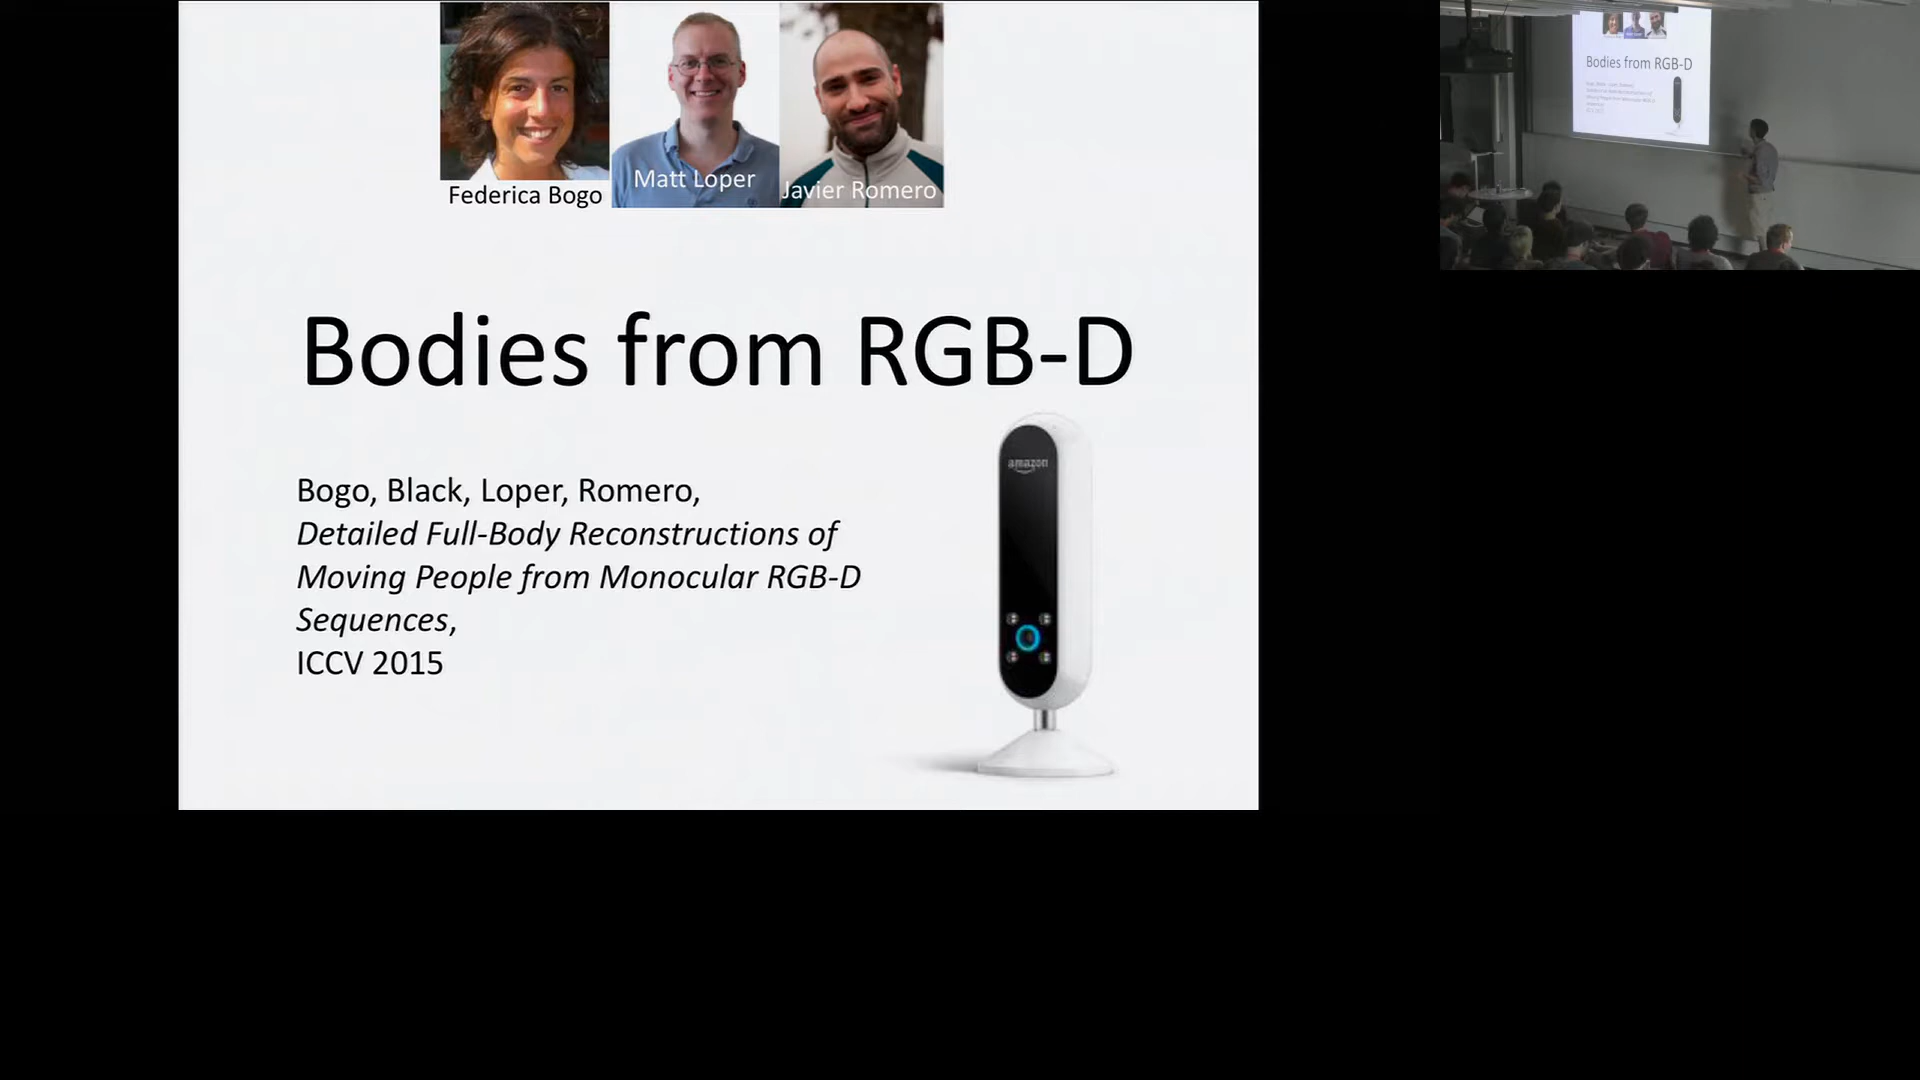 Federica Bogo
Matt Loper
Javier Romero
Bodies from RGB-D
Bogo, Black, Loper, Romero,
Detailed Full-Body Reconstructions of
Moving People from Monocular RGB-D
Sequences,
ICCV 2015
amazon
Bodies from RGB-D